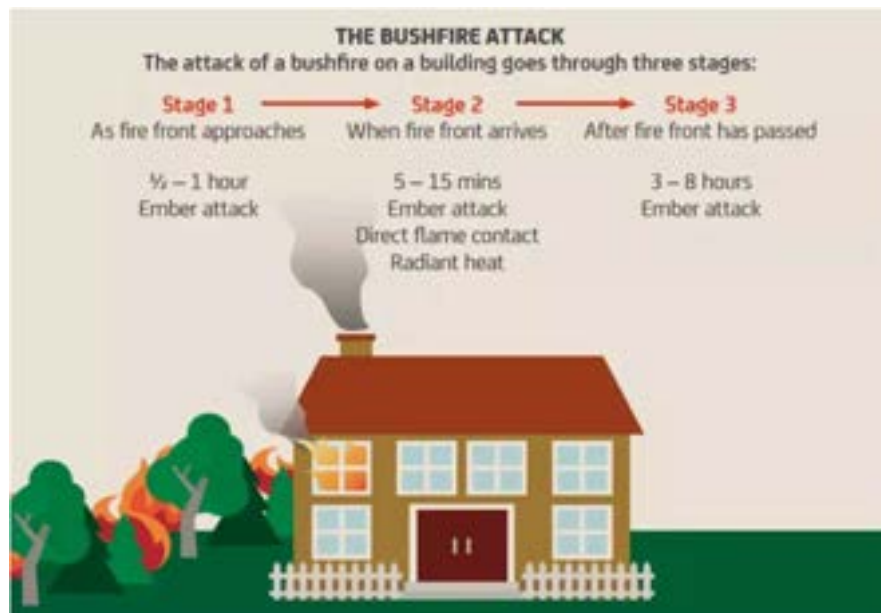 THE BUSHFIRE ATTACK
The attack of a bushfire on a building goes through three stages:
Stage 1
As fire front approaches
½ – 1 hour
Ember attack
Stage 2
When fire front arrives
5 – 15 mins
Ember attack
Direct flame contact
Radiant heat
Stage 3
After fire front has passed
3 – 8 hours
Ember attack